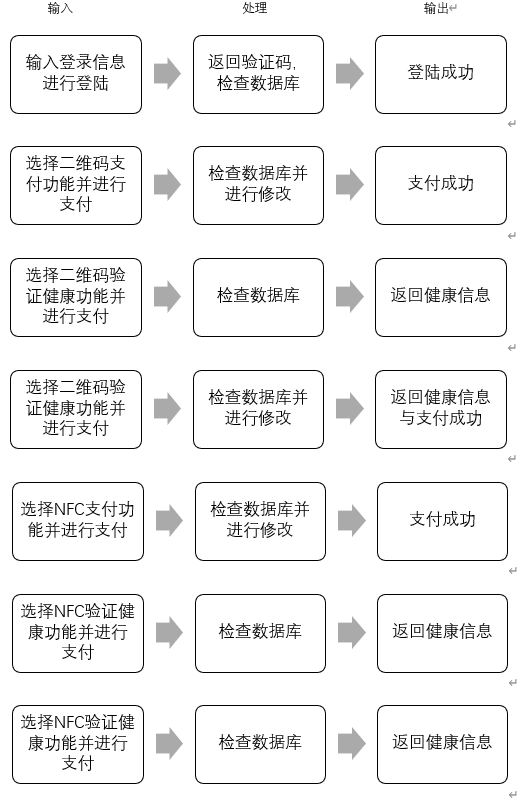 输入 处理 输出
输入登录信息
进行登陆
返回验证码，
检查数据库
登陆成功
选择二维码支
付功能并进行
支付
检查数据库并
进行修改
支付成功
选择二维码验
证健康功能并
进行支付
检查数据库
返回健康信息
选择二维码验
证健康功能并
进行支付
检查数据库并
进行修改
返回健康信息
与支付成功
选择NFC支付功
能并进行支付
检查数据库并
进行修改
支付成功
选择NFC验证健
康功能并进行
支付
检查数据库
返回健康信息
选择NFC验证健
康功能并进行
支付
检查数据库
返回健康信息